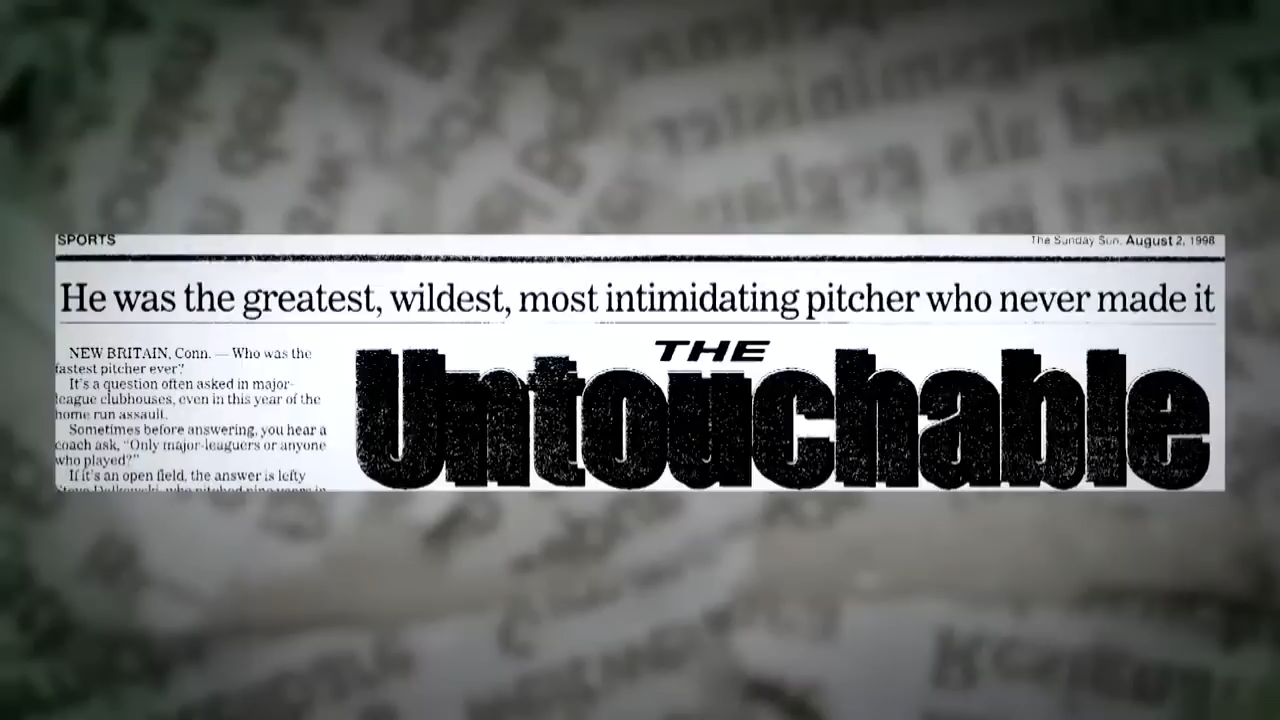 SPORTS
The Sunday Sun, August 2, 1998
He was the greatest, wildest, most intimidating pitcher who never made it
THE
Untouchable
NEW BRITAIN, Conn. — Who was the
fastest pitcher ever?
It's a question often asked in major-
league clubhouses, even in this year of the
home run assault.
Sometimes before answering, you hear a
coach ask, “Only major-leaguers or anyone
who played?”
If it's an open field, the answer is lefty